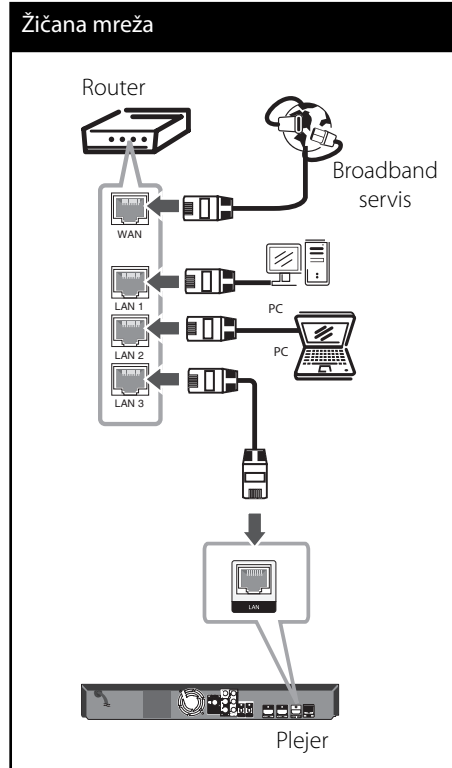 Žičana mreža
Router
Broadband
servis
WAN
LAN 1
PC
LAN 2
PC
LAN 3
LAN
Plejer